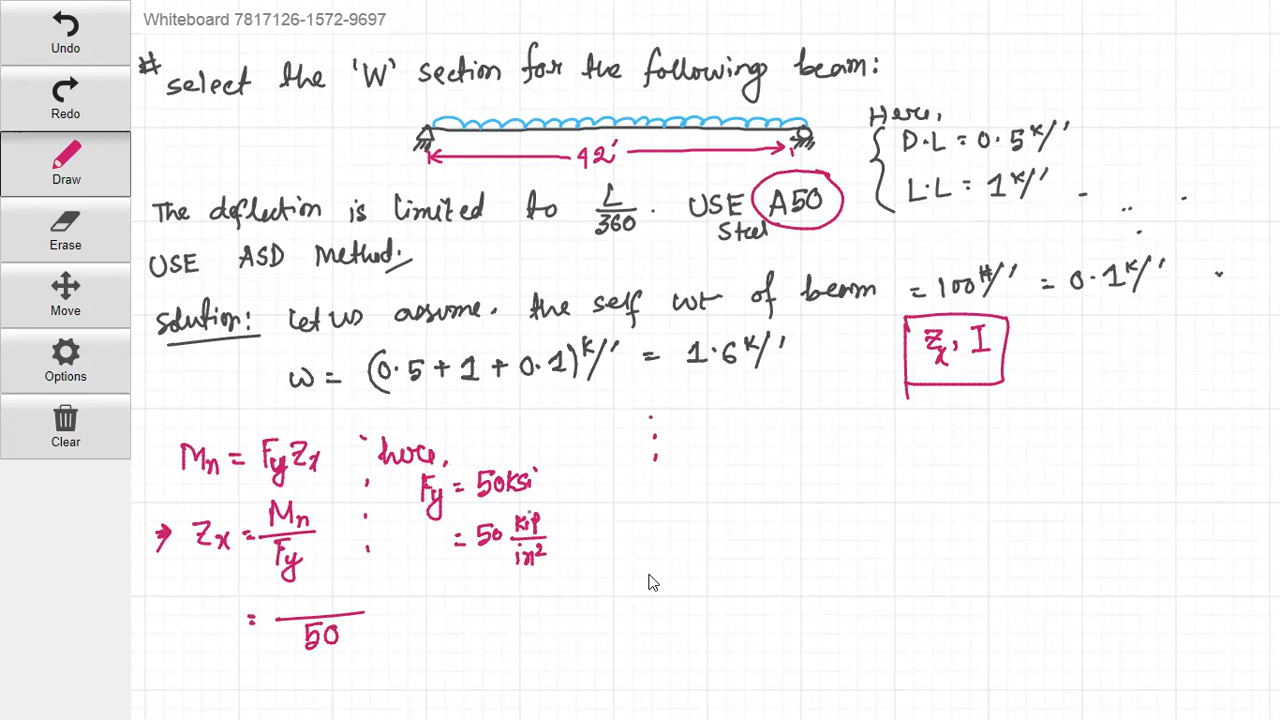 Whiteboard 7817126-1572-9697
Undo
Redo
Draw
Erase
Move
Options
Clear
# select the 'W' section for the following beam:
42'
Here,
D.L = 0.5 K/'
L.L = 1 K/'
The deflection is limited to L/360. USE A50
Steel
USE ASD Method.
Solution: Let us assume, the self wt of beam = 100 #/' = 0.1 K/'
w = (0.5 + 1 + 0.1) K/' = 1.6 K/'
Zx, I
Mn = Fy Zx
⇒ Zx = Mn/Fy
= /50
here,
Fy = 50 ksi
= 50 kip/in²